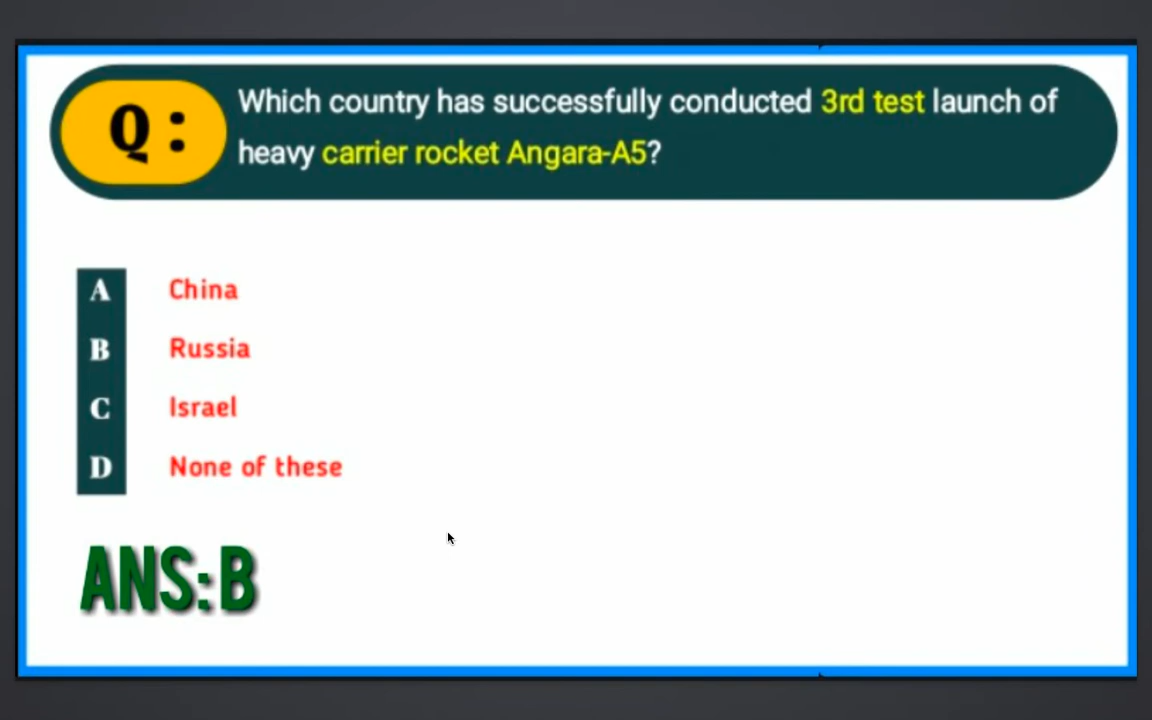 Q :
Which country has successfully conducted 3rd test launch of
heavy carrier rocket Angara-A5?
A China
B Russia
C Israel
D None of these
ANS:B